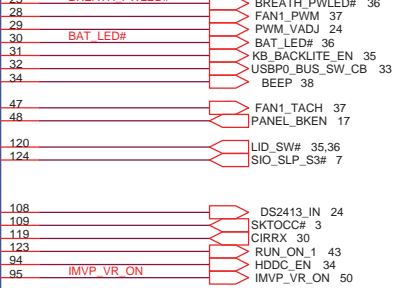 25 BREATH_PWLED# BREATH_PWLED# 36
28 FAN1_PWM 37
29 PWM_VADJ 24
30 BAT_LED# BAT_LED# 36
31 KB_BACKLITE_EN 35
32 USBP0_BUS_SW_CB 33
34 BEEP 38
47 FAN1_TACH 37
48 PANEL_BKEN 17
120 LID_SW# 35,36
124 SIO_SLP_S3# 7
108 DS2413_IN 24
109 SKTOCC# 3
119 CIRRX 30
123 RUN_ON_1 43
94 HDDC_EN 34
95 IMVP_VR_ON IMVP_VR_ON 50